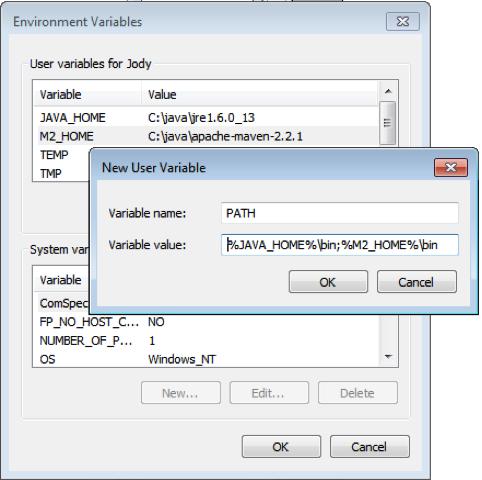 Environment Variables
User variables for Jody
Variable Value
JAVA_HOME C:\java\jre1.6.0_13
M2_HOME C:\java\apache-maven-2.2.1
TEMP
TMP
New User Variable
Variable name: PATH
Variable value: %JAVA_HOME%\bin;%M2_HOME%\bin
OK Cancel
System var
Variable
ComSpec
FP_NO_HOST_C... NO
NUMBER_OF_P... 1
OS Windows_NT
New... Edit... Delete
OK Cancel